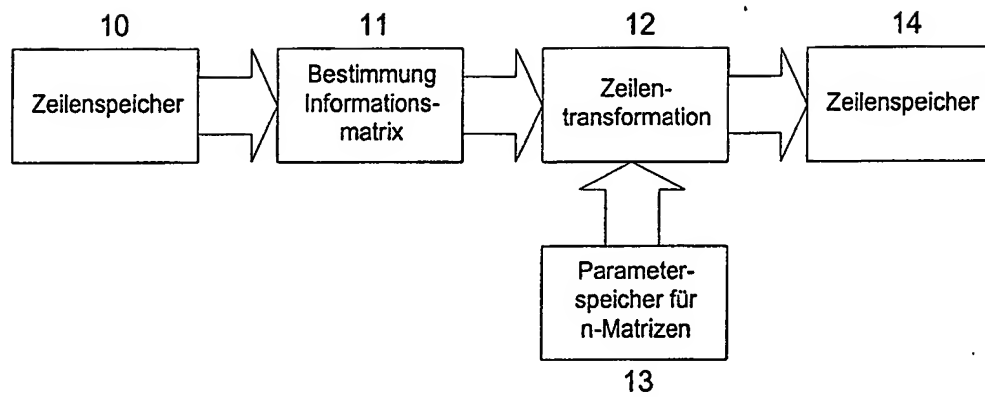 10
11
12
14
Zeilenspeicher
Bestimmung
Informations-
matrix
Zeilen-
transformation
Zeilenspeicher
Parameter-
speicher für
n-Matrizen
13